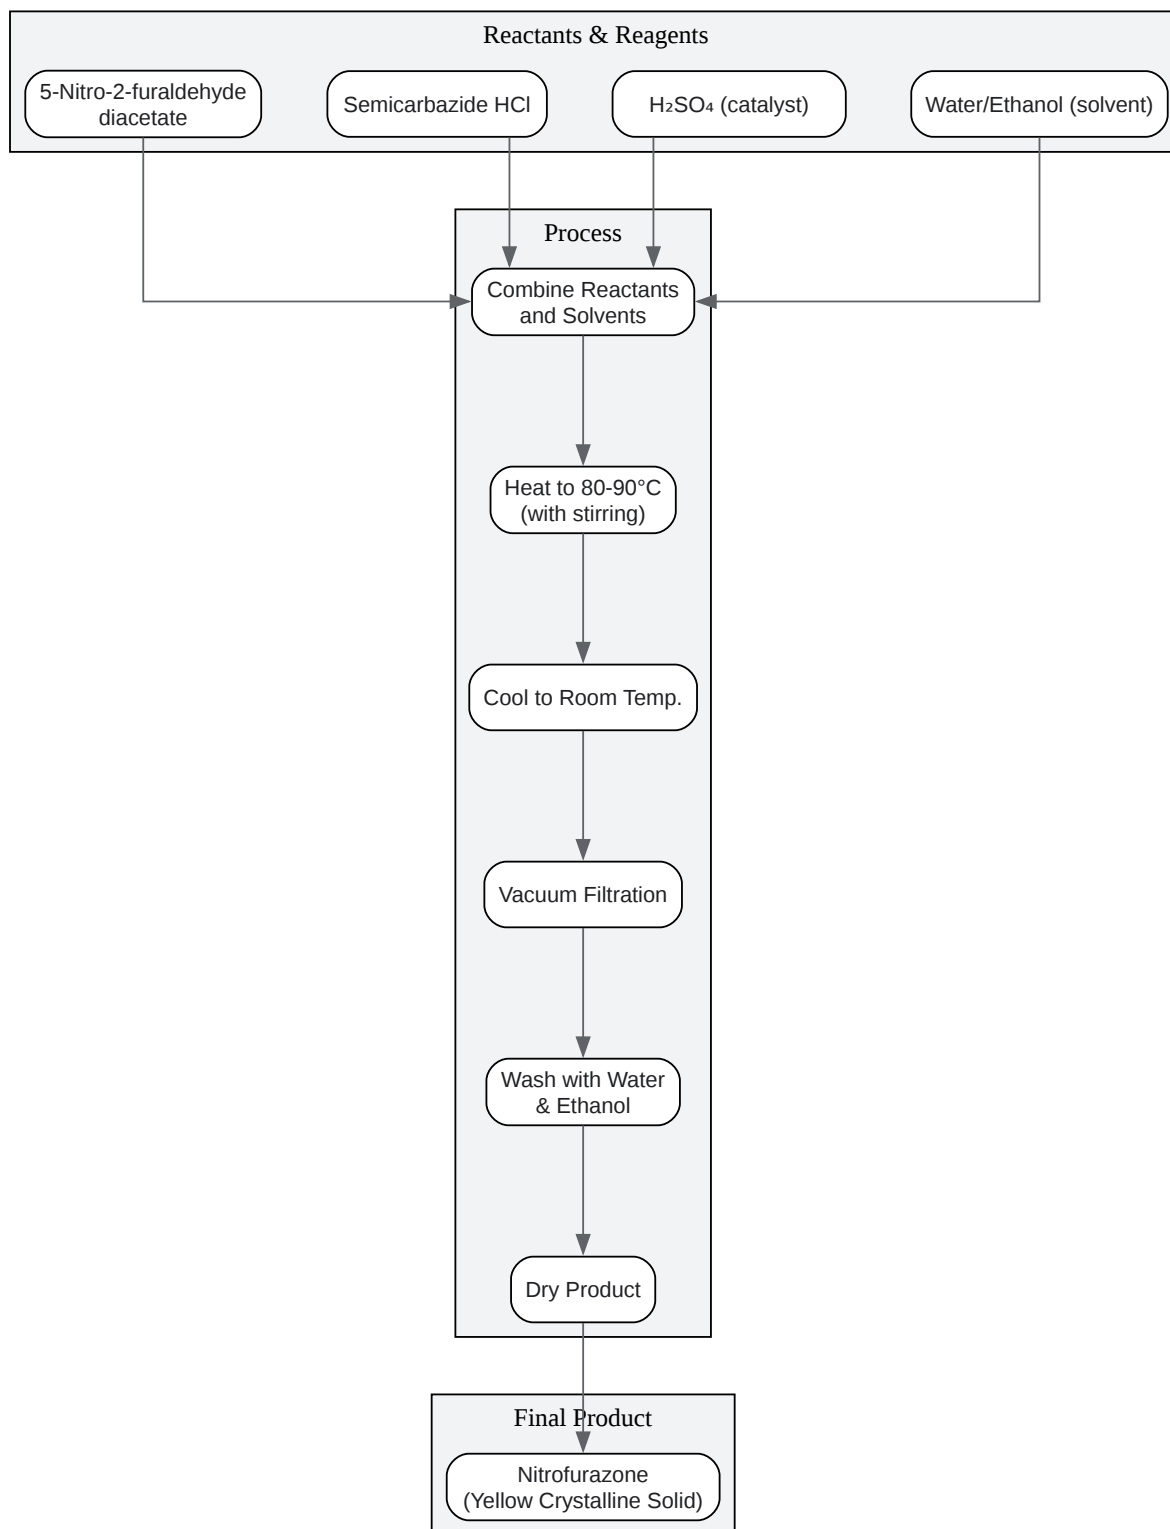 Reactants & Reagents
5-Nitro-2-furaldehyde
diacetate
Semicarbazide HCl
H₂SO₄ (catalyst)
Water/Ethanol (solvent)
Process
Combine Reactants
and Solvents
Heat to 80-90°C
(with stirring)
Cool to Room Temp.
Vacuum Filtration
Wash with Water
& Ethanol
Dry Product
Final Product
Nitrofurazone
(Yellow Crystalline Solid)